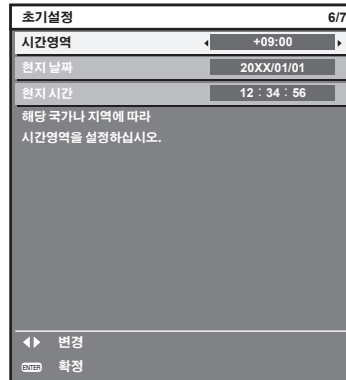 초기설정 6/7
시간영역 +09:00
현지 날짜 20XX/01/01
현지 시간 12 : 34 : 56
해당 국가나 지역에 따라
시간영역을 설정하십시오.
변경
ENTER 확정